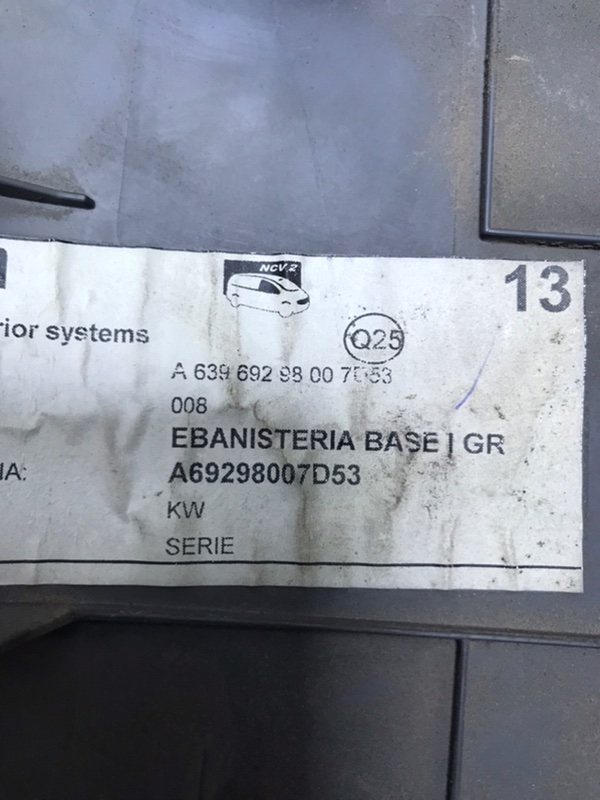 NCV 2
13
rior systems
Q25
A 639 692 98 00 7D53
008
EBANISTERIA BASE I GR
IA: A69298007D53
KW
SERIE